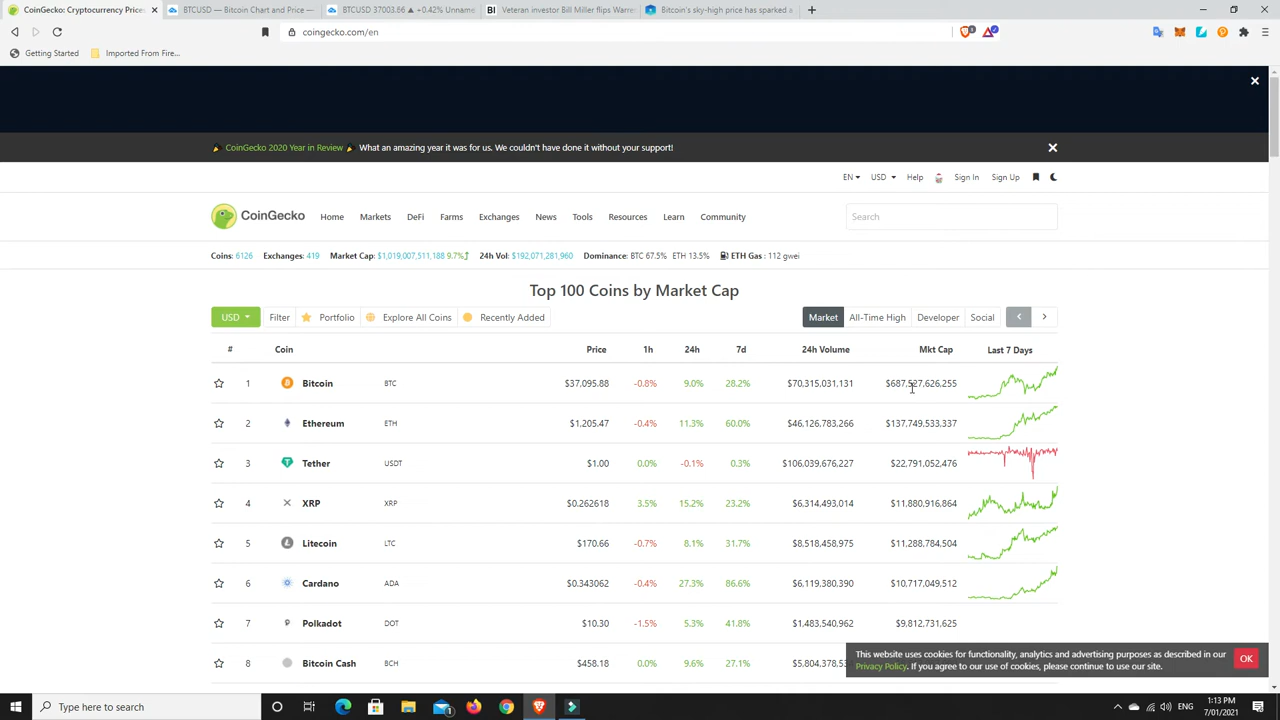 CoinGecko: Cryptocurrency Prices
BTCUSD — Bitcoin Chart and Price —
BTCUSD 37003.66 ▲ +0.42% Unname
BI Veteran investor Bill Miller flips Warre
Bitcoin's sky-high price has sparked a
coingecko.com/en
Getting Started
Imported From Fire...
CoinGecko 2020 Year in Review What an amazing year it was for us. We couldn't have done it without your support!
EN USD Help Sign In Sign Up
CoinGecko Home Markets DeFi Farms Exchanges News Tools Resources Learn Community Search
Coins: 6126 Exchanges: 419 Market Cap: $1,019,007,511,188 9.7% 24h Vol: $192,071,281,960 Dominance: BTC 67.5% ETH 13.5% ETH Gas : 112 gwei
Top 100 Coins by Market Cap
USD Filter Portfolio Explore All Coins Recently Added Market All-Time High Developer Social
# Coin Price 1h 24h 7d 24h Volume Mkt Cap Last 7 Days
1 Bitcoin BTC $37,095.88 -0.8% 9.0% 28.2% $70,315,031,131 $687,527,626,255
2 Ethereum ETH $1,205.47 -0.4% 11.3% 60.0% $46,126,783,266 $137,749,533,337
3 Tether USDT $1.00 0.0% -0.1% 0.3% $106,039,676,227 $22,791,052,476
4 XRP XRP $0.262618 3.5% 15.2% 23.2% $6,314,493,014 $11,880,916,864
5 Litecoin LTC $170.66 -0.7% 8.1% 31.7% $8,518,458,975 $11,288,784,504
6 Cardano ADA $0.343062 -0.4% 27.3% 86.6% $6,119,380,390 $10,717,049,512
7 Polkadot DOT $10.30 -1.5% 5.3% 41.8% $1,483,540,962 $9,812,731,625
8 Bitcoin Cash BCH $458.18 0.0% 9.6% 27.1% $5,804,378,53
This website uses cookies for functionality, analytics and advertising purposes as described in our
Privacy Policy. If you agree to our use of cookies, please continue to use our site.
OK
Type here to search
ENG
1:13 PM
7/01/2021